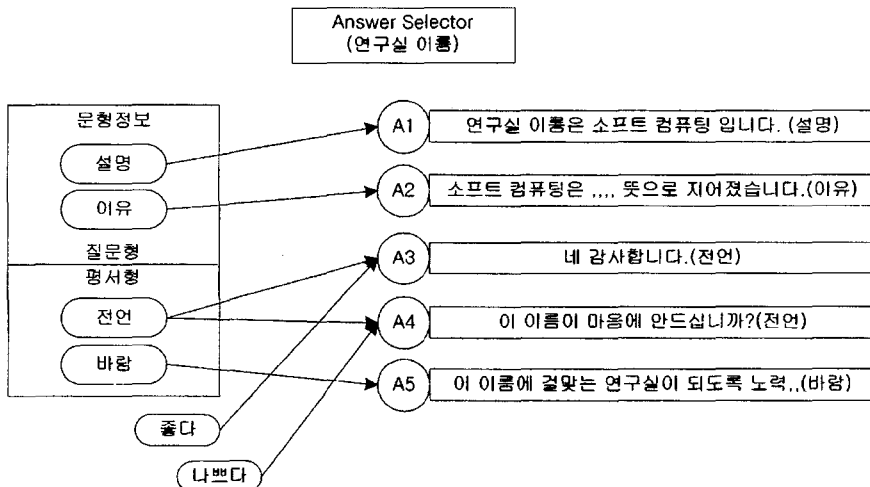 Answer Selector
(연구실 이름)
문형정보
설명
이유
질문형
평서형
전언
바람
좋다
나쁘다
A1
연구실 이름은 소프트 컴퓨팅 입니다. (설명)
A2
소프트 컴퓨팅은 ,,,, 뜻으로 지어졌습니다.(이유)
A3
네 감사합니다.(전언)
A4
이 이름이 마음에 안드십니까?(전언)
A5
이 이름에 걸맞는 연구실이 되도록 노력,,(바람)